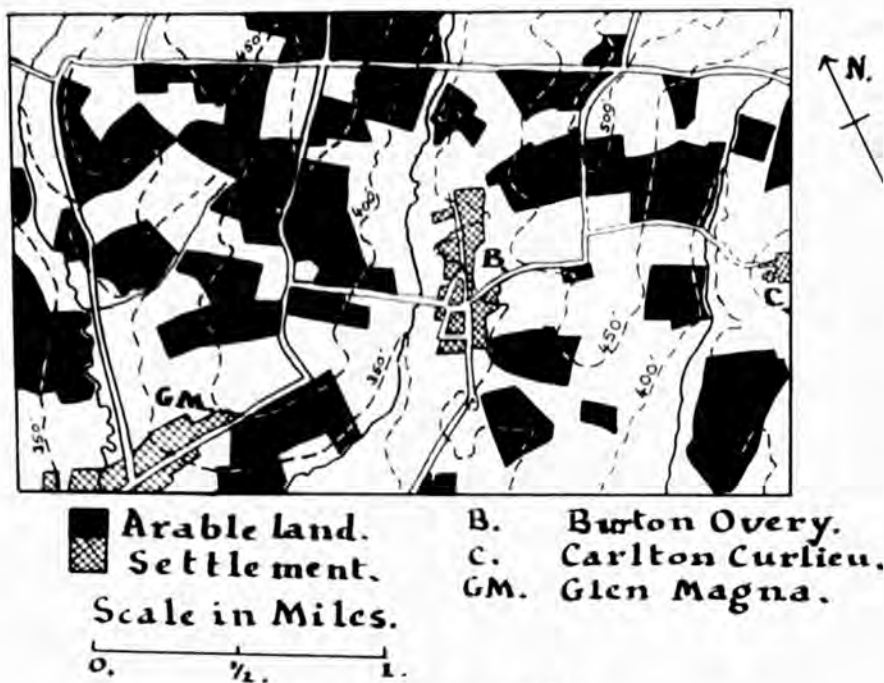 450'
N.
500'
400'
B
C
GM.
350'
450'
400'
350'
Arable land.
Settlement.
Scale in Miles.
0. 1/2. 1.
B. Burton Overy.
C. Carlton Curlieu.
GM. Glen Magna.